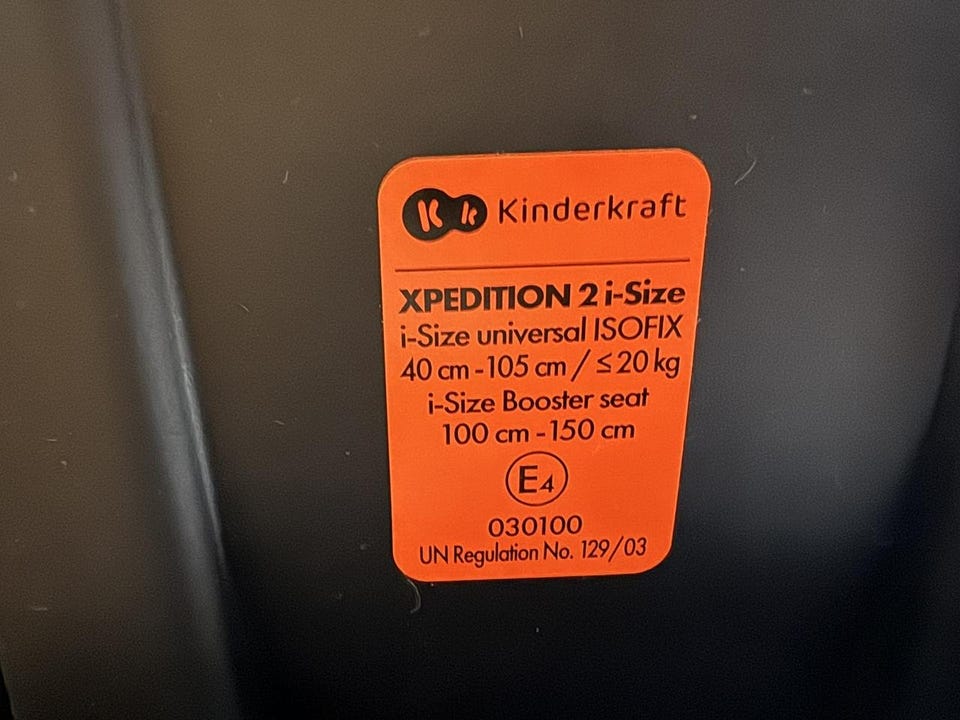 Kk Kinderkraft
XPEDITION 2 i-Size
i-Size universal ISOFIX
40 cm - 105 cm / ≤ 20 kg
i-Size Booster seat
100 cm - 150 cm
E4
030100
UN Regulation No. 129/03